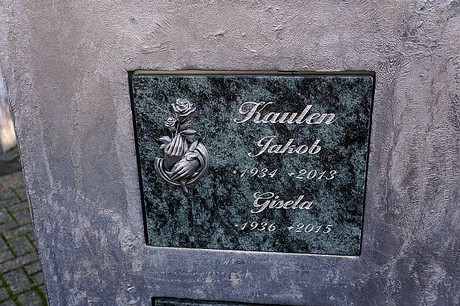 Kaulen
Jakob
*1934 +2013
Gisela
*1936 +2015